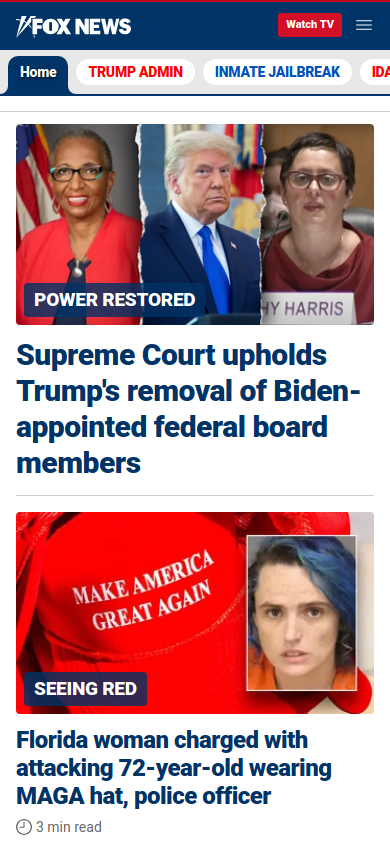 FOX NEWS
Watch TV
Home
TRUMP ADMIN
INMATE JAILBREAK
IDA
HY HARRIS
POWER RESTORED
Supreme Court upholds
Trump's removal of Biden-
appointed federal board
members
MAKE AMERICA
GREAT AGAIN
SEEING RED
Florida woman charged with
attacking 72-year-old wearing
MAGA hat, police officer
3 min read